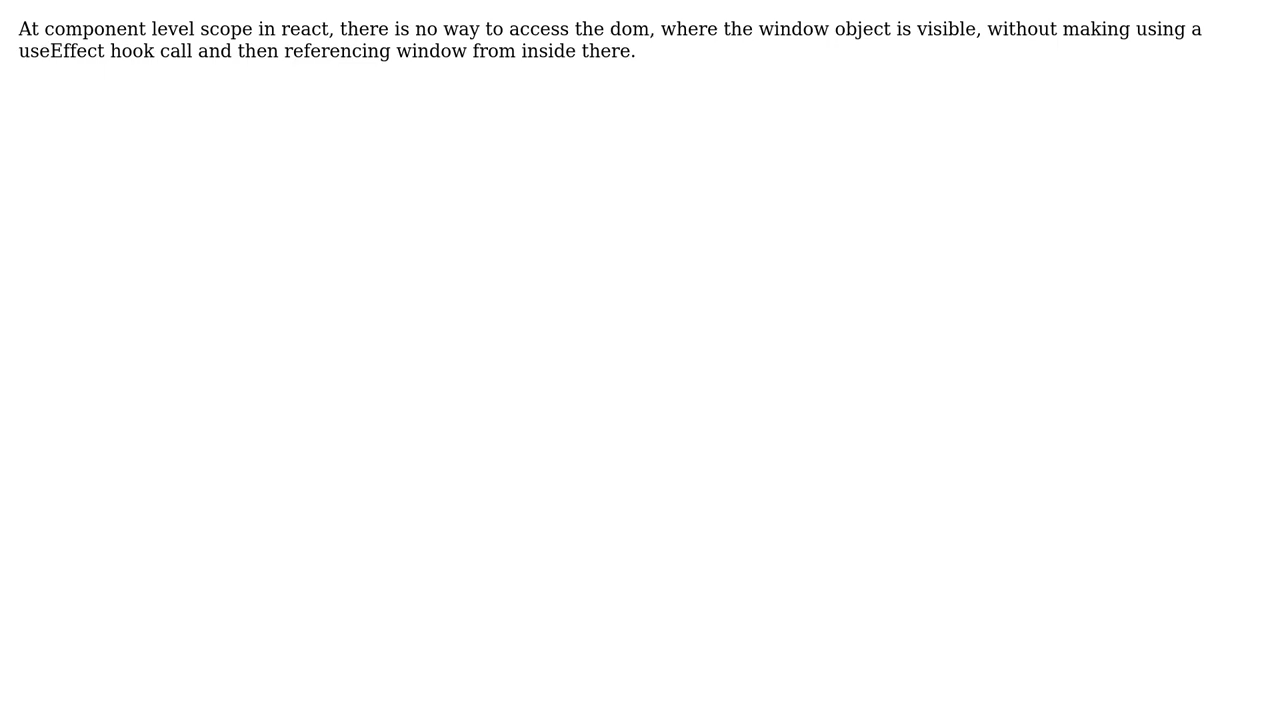 At component level scope in react, there is no way to access the dom, where the window object is visible, without making using a
useEffect hook call and then referencing window from inside there.